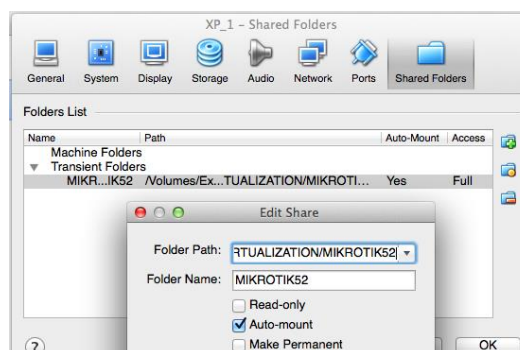 XP_1 – Shared Folders
General System Display Storage Audio Network Ports Shared Folders
Folders List
Name Path Auto-Mount Access
Machine Folders
Transient Folders
MIKR...IK52 /Volumes/Ex...TUALIZATION/MIKROTI... Yes Full
Edit Share
Folder Path: RTUALIZATION/MIKROTIK52
Folder Name: MIKROTIK52
Read-only
Auto-mount
Make Permanent
? OK